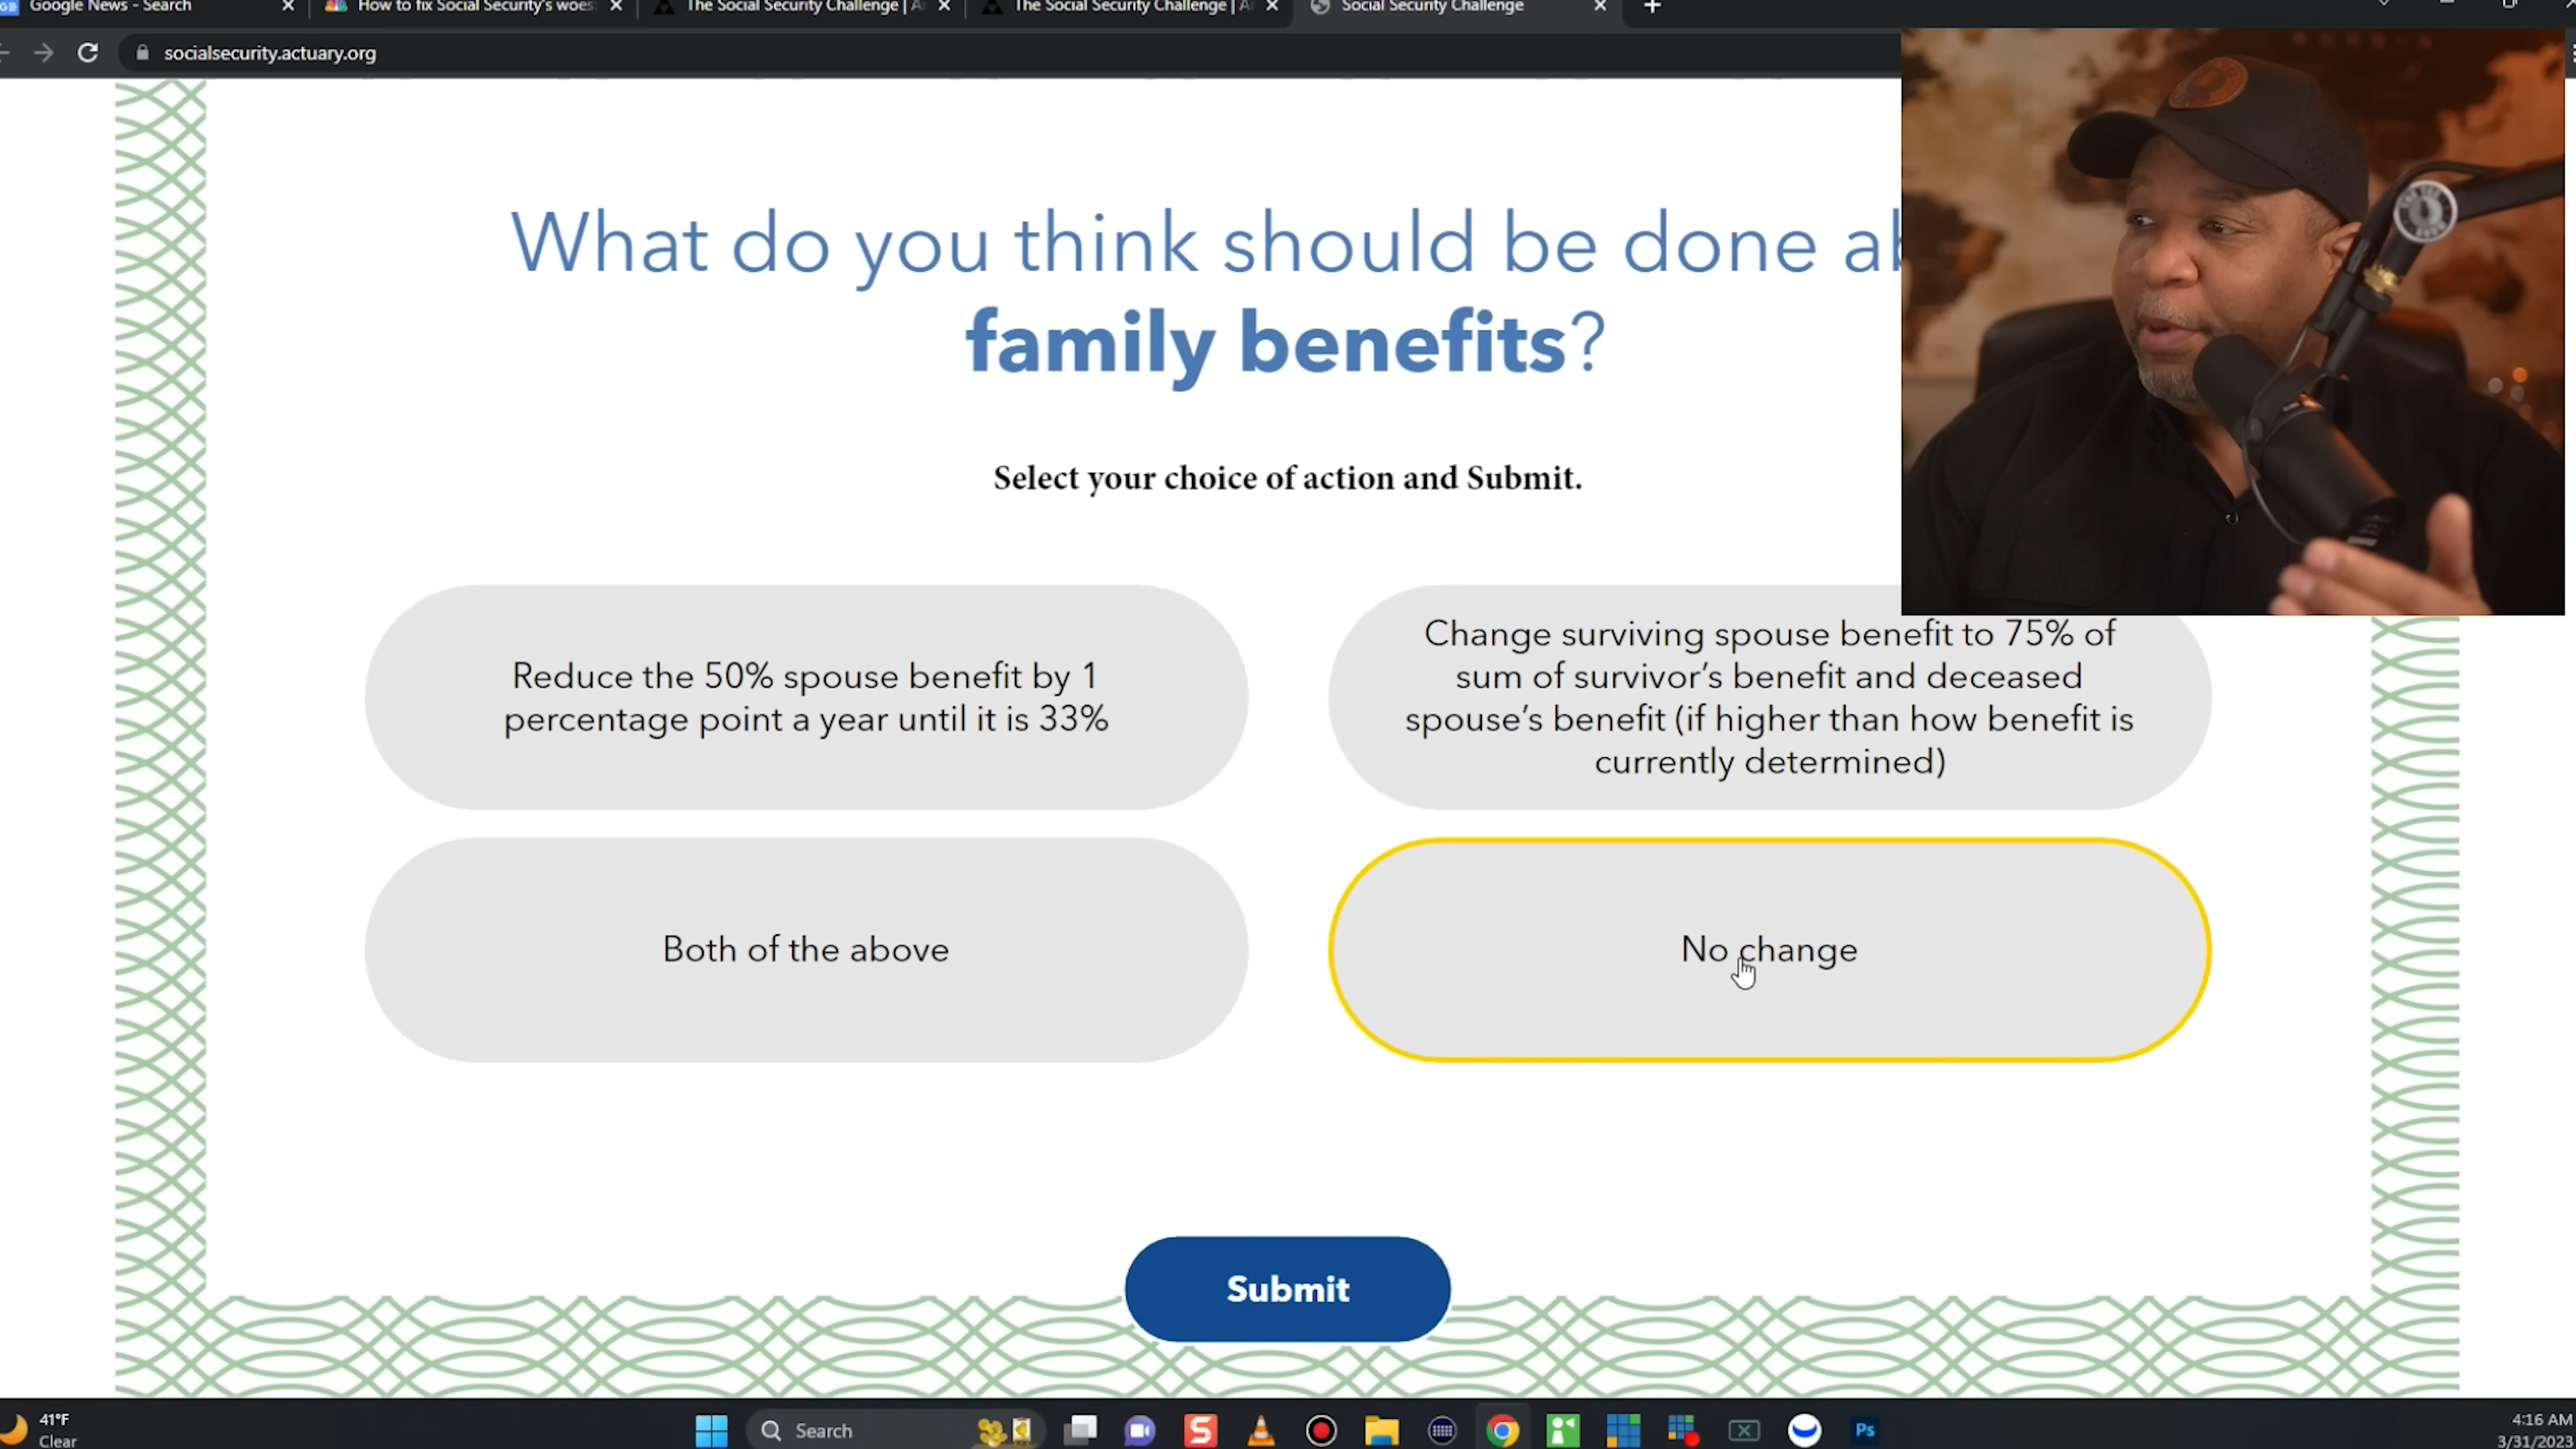 Google News - Search
How to fix Social Security's woes:
The Social Security Challenge | A
The Social Security Challenge | A
Social Security Challenge
socialsecurity.actuary.org
What do you think should be done
family benefits?
Select your choice of action and Submit.
Reduce the 50% spouse benefit by 1
percentage point a year until it is 33%
Change surviving spouse benefit to 75% of
sum of survivor's benefit and deceased
spouse's benefit (if higher than how benefit is
currently determined)
Both of the above
No change
Submit
41°F
Clear
Search
S
Ps
4:16 AM
3/31/2023